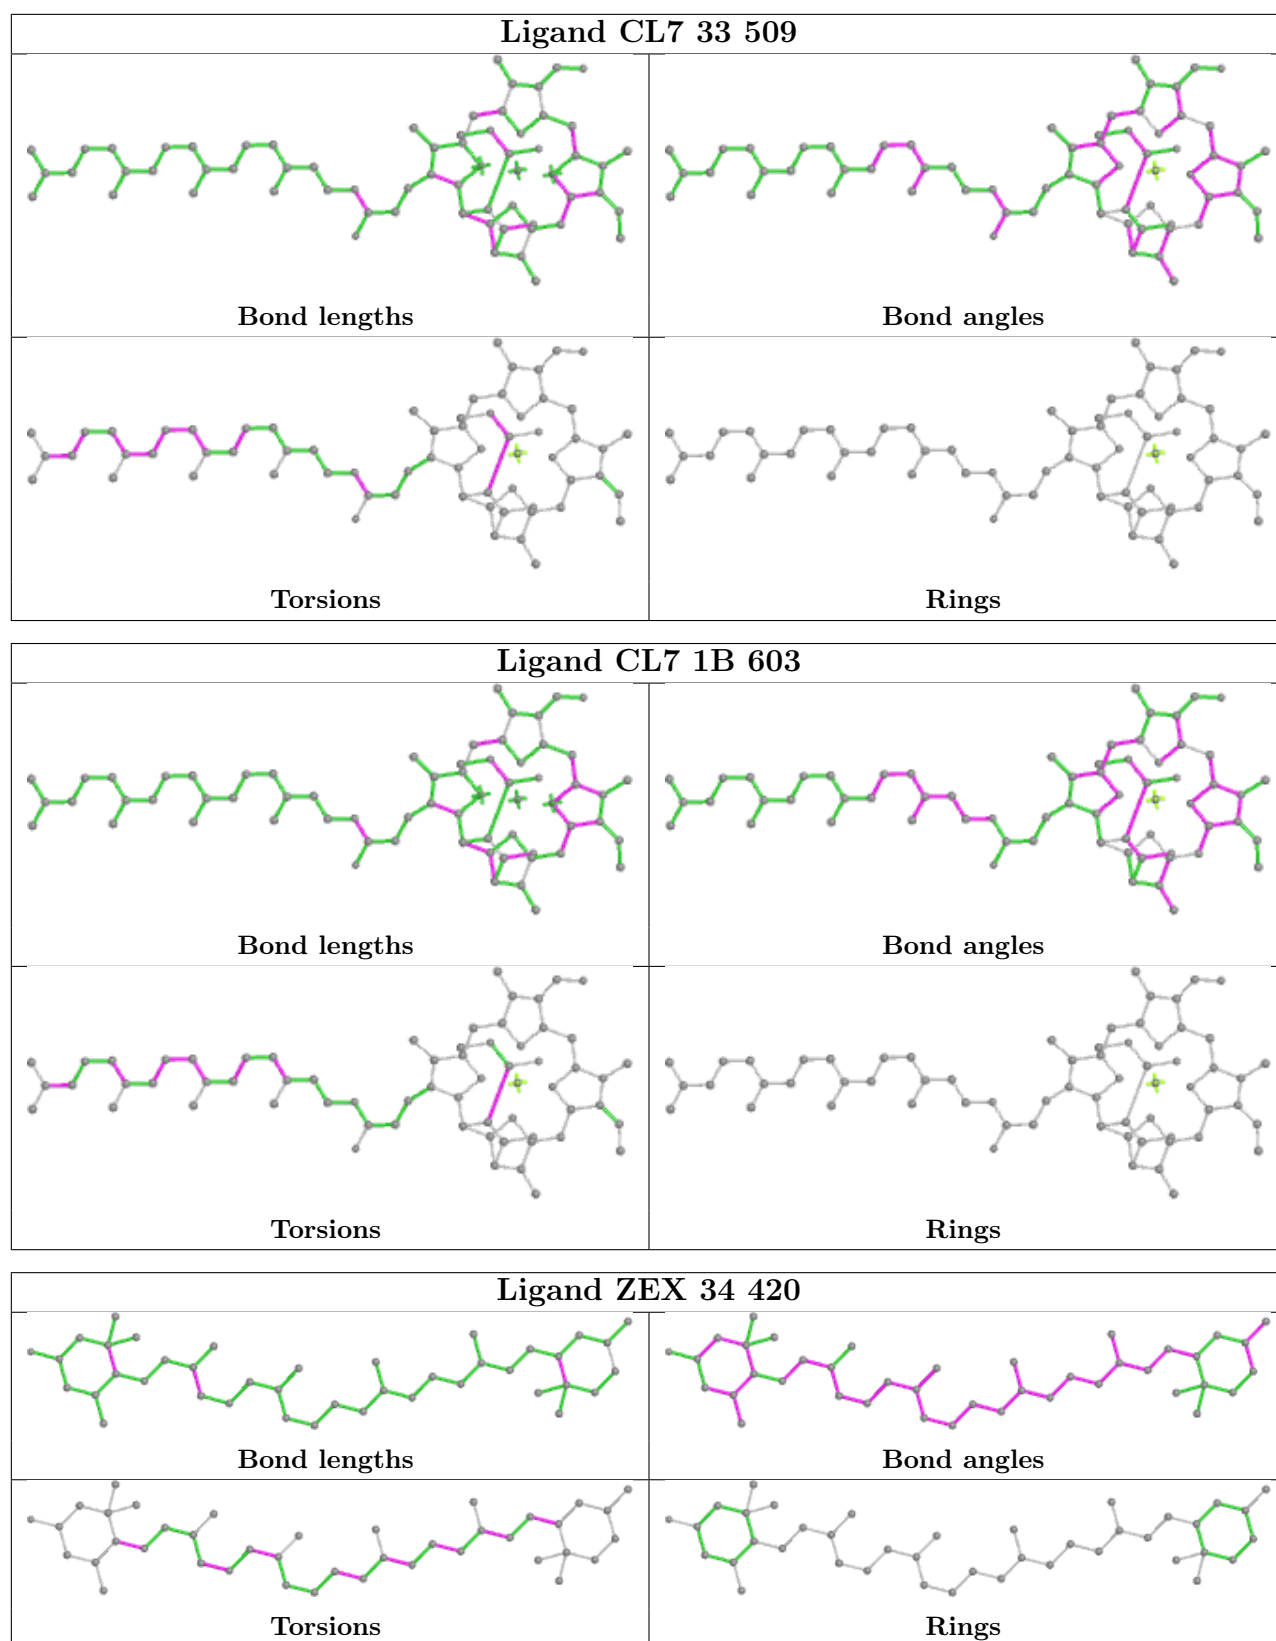 Ligand CL7 33 509
Bond lengths
Bond angles
Torsions
Rings
Ligand CL7 1B 603
Bond lengths
Bond angles
Torsions
Rings
Ligand ZEX 34 420
Bond lengths
Bond angles
Torsions
Rings